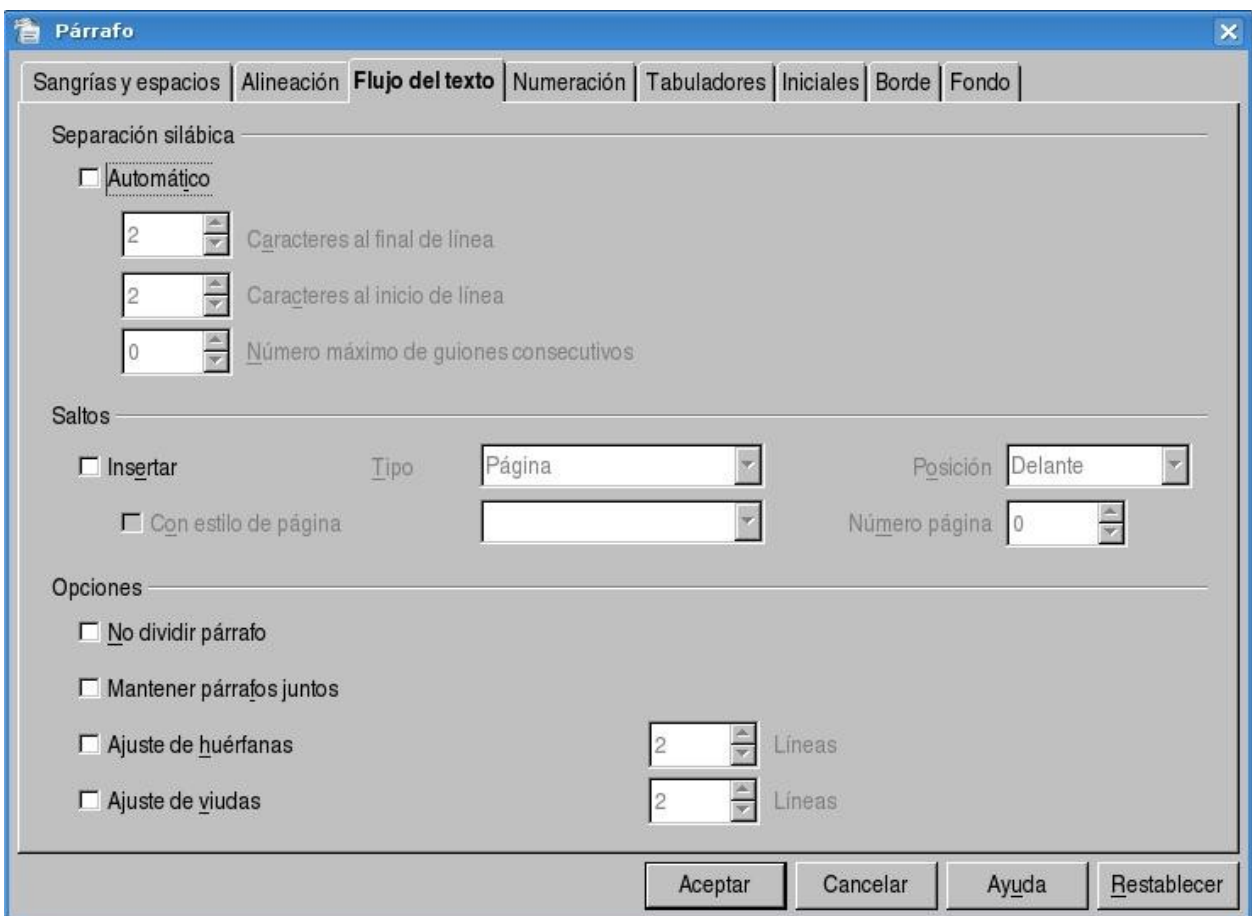 Párrafo
Sangrías y espacios Alineación Flujo del texto Numeración Tabuladores Iniciales Borde Fondo
Separación silábica
Automático
2 Caracteres al final de línea
2 Caracteres al inicio de línea
0 Número máximo de guiones consecutivos
Saltos
Insertar Tipo Página Posición Delante
Con estilo de página Número página 0
Opciones
No dividir párrafo
Mantener párrafos juntos
Ajuste de huérfanas 2 Líneas
Ajuste de viudas 2 Líneas
Aceptar Cancelar Ayuda Restablecer